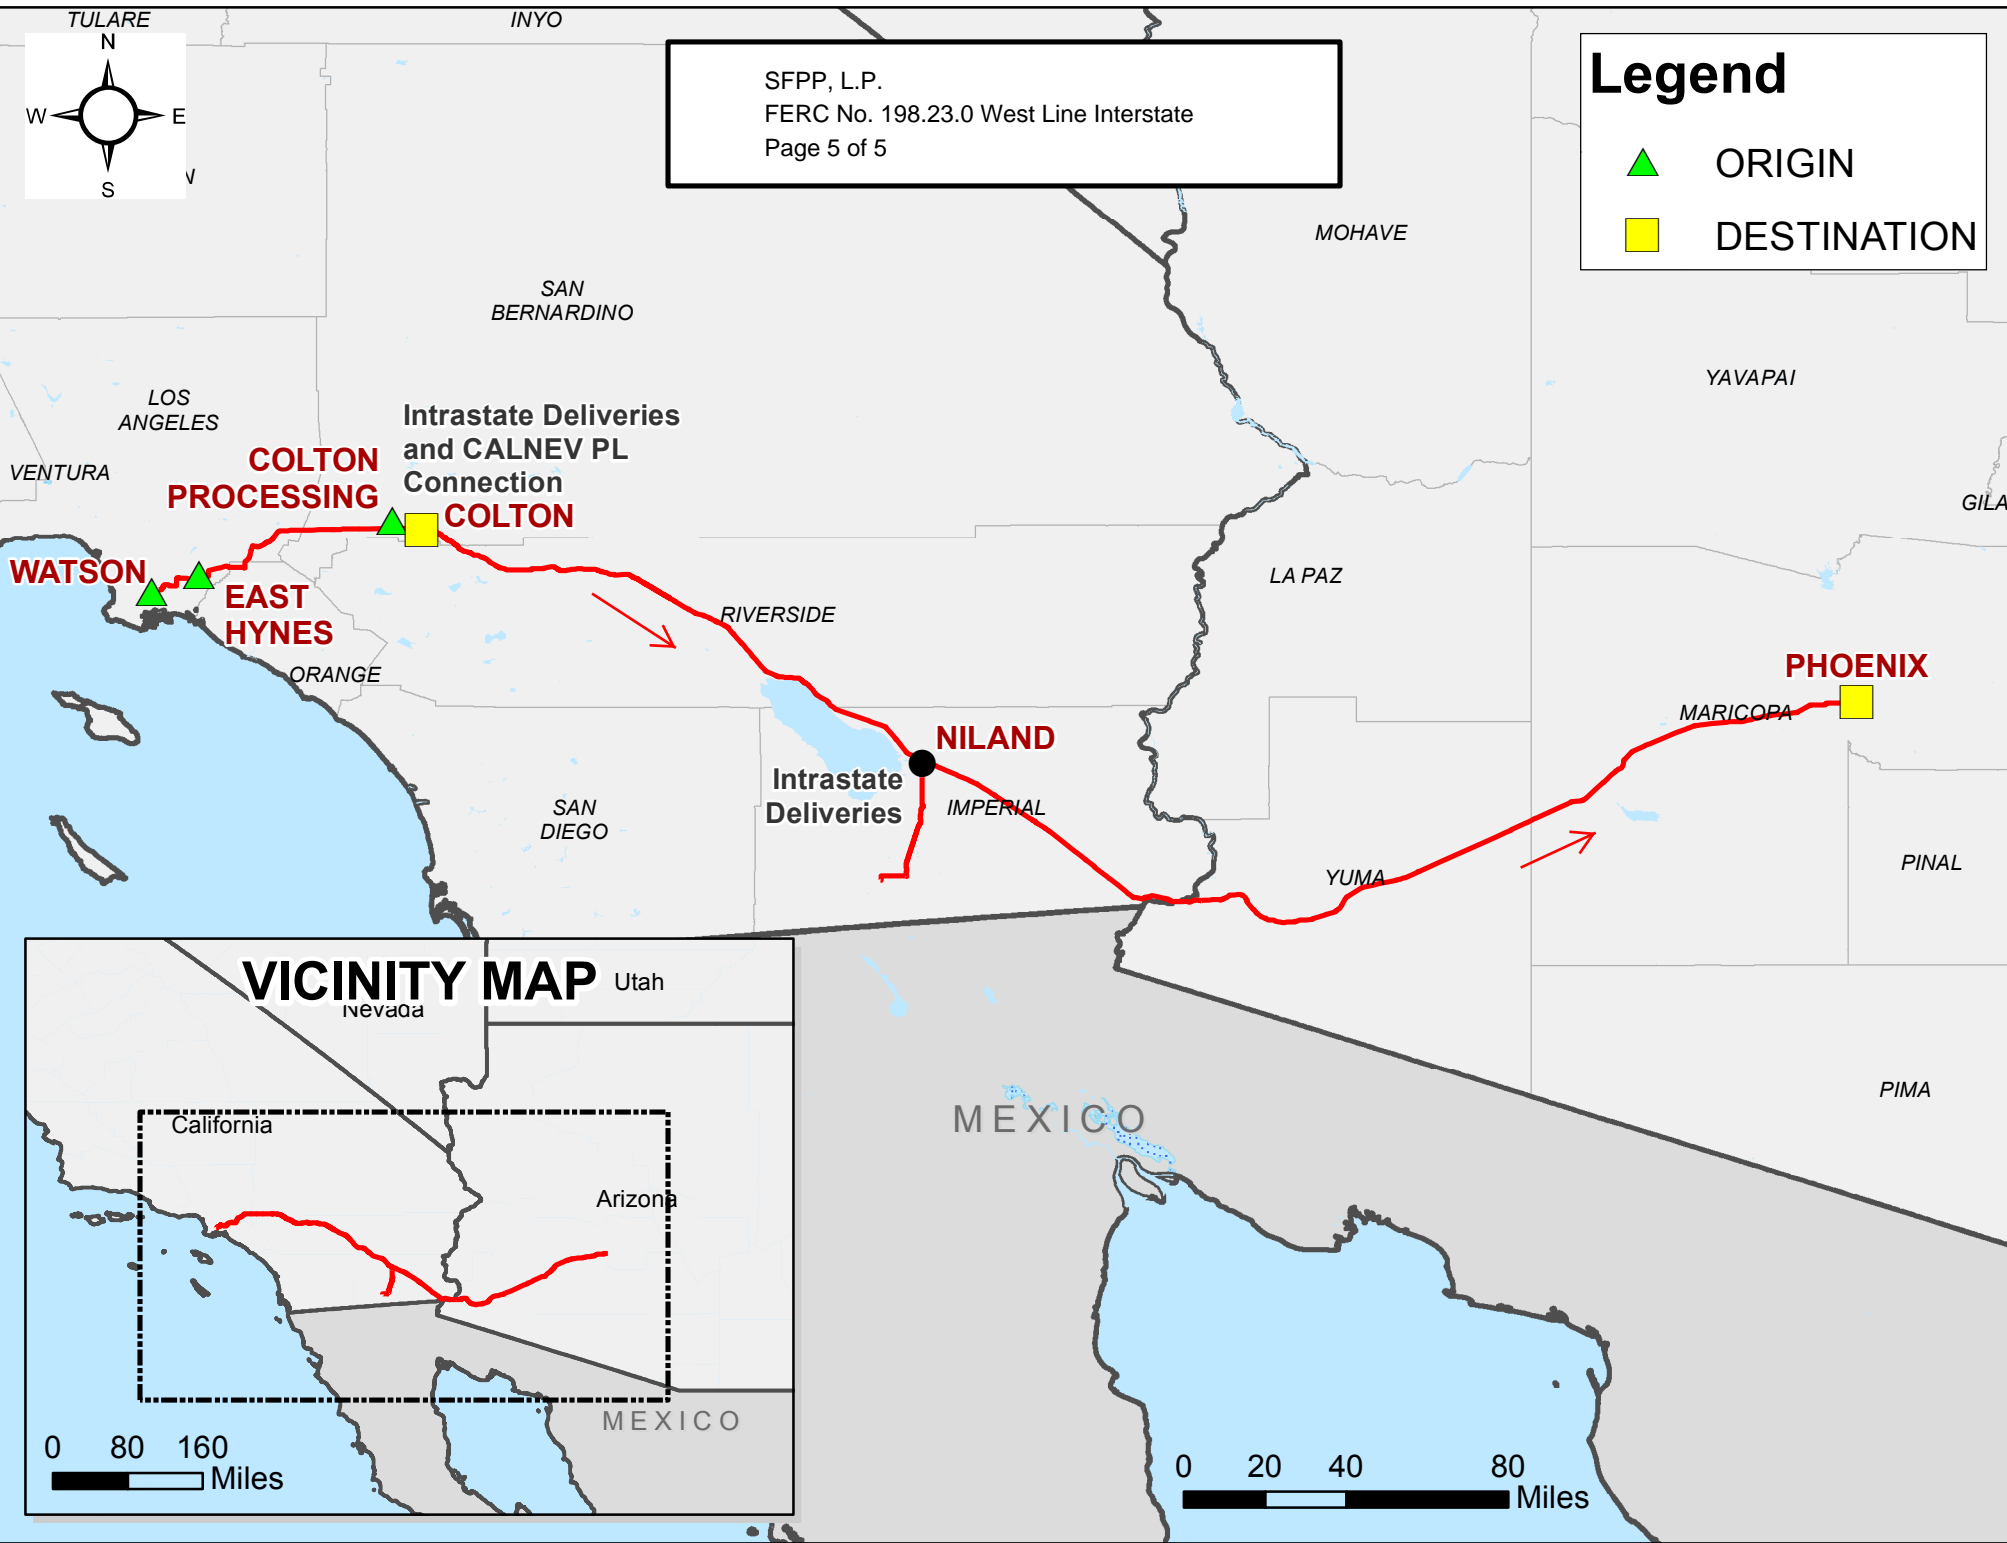 TULARE
INYO
N
W
E
S
N
SFPP, L.P.
FERC No. 198.23.0 West Line Interstate
Page 5 of 5
Legend
ORIGIN
DESTINATION
MOHAVE
SAN
BERNARDINO
YAVAPAI
LOS
ANGELES
VENTURA
Intrastate Deliveries
and CALNEV PL
Connection
COLTON
PROCESSING
COLTON
GILA
WATSON
EAST
HYNES
ORANGE
RIVERSIDE
LA PAZ
PHOENIX
MARICOPA
NILAND
Intrastate
Deliveries
IMPERIAL
SAN
DIEGO
YUMA
PINAL
PIMA
MEXICO
VICINITY MAP
Utah
Nevada
California
Arizona
MEXICO
0 80 160
Miles
0 20 40 80
Miles